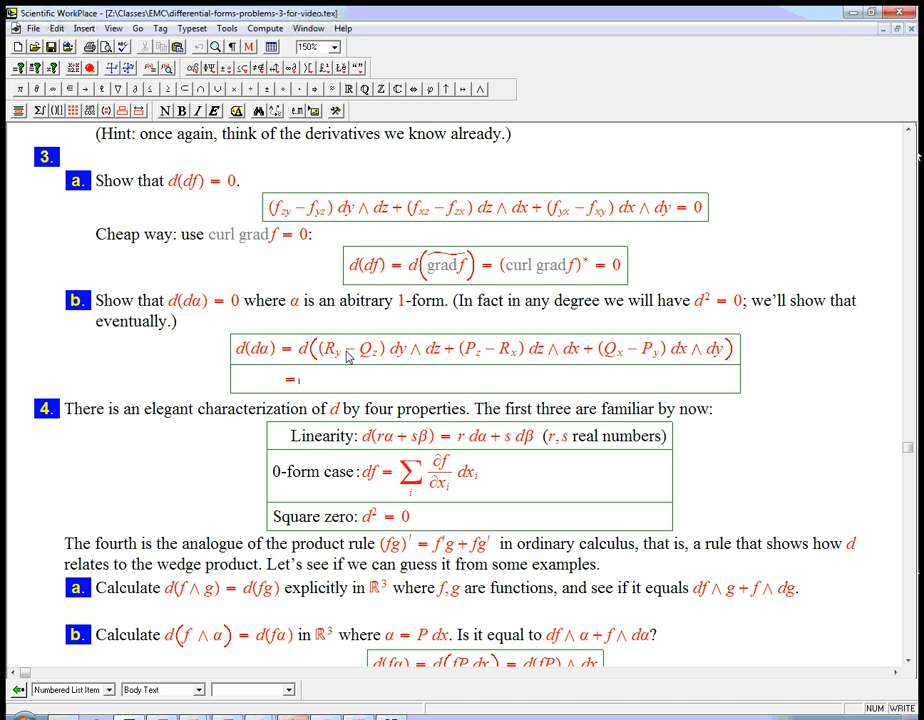 Scientific WorkPlace - [Z:\Classes\EMC\differential-forms-problems-3-for-video.tex]
File Edit Insert View Go Tag Typeset Tools Compute Window Help
150%
N B I E
(Hint: once again, think of the derivatives we know already.)
3.
a. Show that d(df) = 0.
(f_zy − f_yz) dy ∧ dz + (f_xz − f_zx) dz ∧ dx + (f_yx − f_xy) dx ∧ dy = 0
Cheap way: use curl grad f = 0:
d(df) = d(grad f) = (curl grad f)* = 0
b. Show that d(dα) = 0 where α is an abitrary 1-form. (In fact in any degree we will have d² = 0; we'll show that
eventually.)
d(dα) = d((R_y − Q_z) dy ∧ dz + (P_z − R_x) dz ∧ dx + (Q_x − P_y) dx ∧ dy)
=
4. There is an elegant characterization of d by four properties. The first three are familiar by now:
Linearity: d(rα + sβ) = r dα + s dβ (r, s real numbers)
0-form case: df = ∑_i ∂f/∂x_i dx_i
Square zero: d² = 0
The fourth is the analogue of the product rule (fg)′ = f′g + fg′ in ordinary calculus, that is, a rule that shows how d
relates to the wedge product. Let's see if we can guess it from some examples.
a. Calculate d(f ∧ g) = d(fg) explicitly in ℝ³ where f, g are functions, and see if it equals df ∧ g + f ∧ dg.
b. Calculate d(f ∧ α) = d(fα) in ℝ³ where α = P dx. Is it equal to df ∧ α + f ∧ dα?
d(fα) = d(fP dx) = d(fP) ∧ dx
Numbered List Item Body Text
NUM WRITE